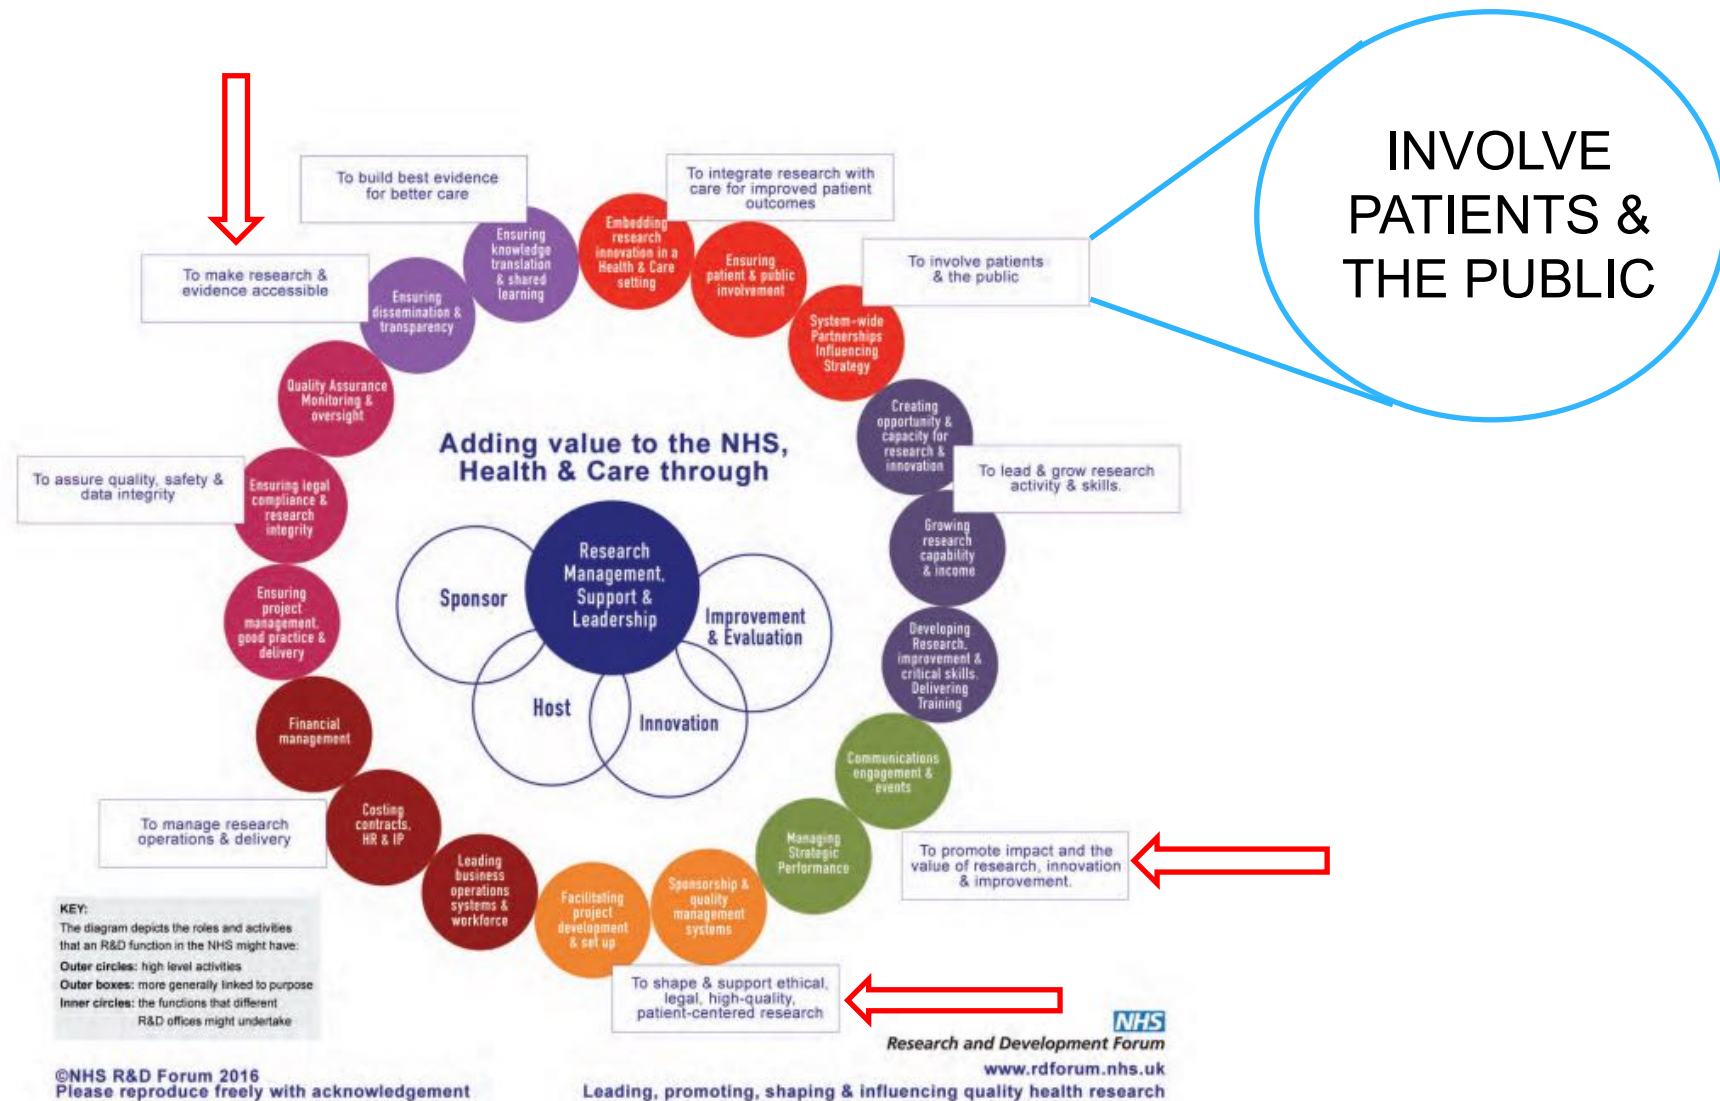 INVOLVE
PATIENTS &
THE PUBLIC
To build best evidence
for better care
To integrate research with
care for improved patient
outcomes
To involve patients
& the public
To make research &
evidence accessible
Ensuring
knowledge
translation
& shared
learning
Embedding
research
innovation in a
Health & Care
setting
Ensuring
patient & public
involvement
System-wide
Partnerships
Influencing
Strategy
Ensuring
dissemination &
transparency
Quality Assurance
Monitoring &
oversight
Creating
opportunity &
capacity for
research &
innovation
To lead & grow research
activity & skills.
To assure quality, safety &
data integrity
Ensuring legal
compliance &
research
integrity
Growing
research
capability
& income
Adding value to the NHS,
Health & Care through
Research
Management,
Support &
Leadership
Sponsor
Improvement
& Evaluation
Host
Innovation
Ensuring
project
management,
good practice &
delivery
Developing
Research,
improvement &
critical skills.
Delivering
Training
Financial
management
Communications
engagement &
events
To manage research
operations & delivery
Costing
contracts,
HR & IP
Managing
Strategic
Performance
To promote impact and the
value of research, innovation
& improvement.
Leading
business
operations
systems &
workforce
Facilitating
project
development
& set up
Sponsorship &
quality
management
systems
To shape & support ethical,
legal, high-quality,
patient-centered research
KEY:
The diagram depicts the roles and activities
that an R&D function in the NHS might have:
Outer circles: high level activities
Outer boxes: more generally linked to purpose
Inner circles: the functions that different
R&D offices might undertake
NHS
Research and Development Forum
www.rdforum.nhs.uk
©NHS R&D Forum 2016
Please reproduce freely with acknowledgement
Leading, promoting, shaping & influencing quality health research